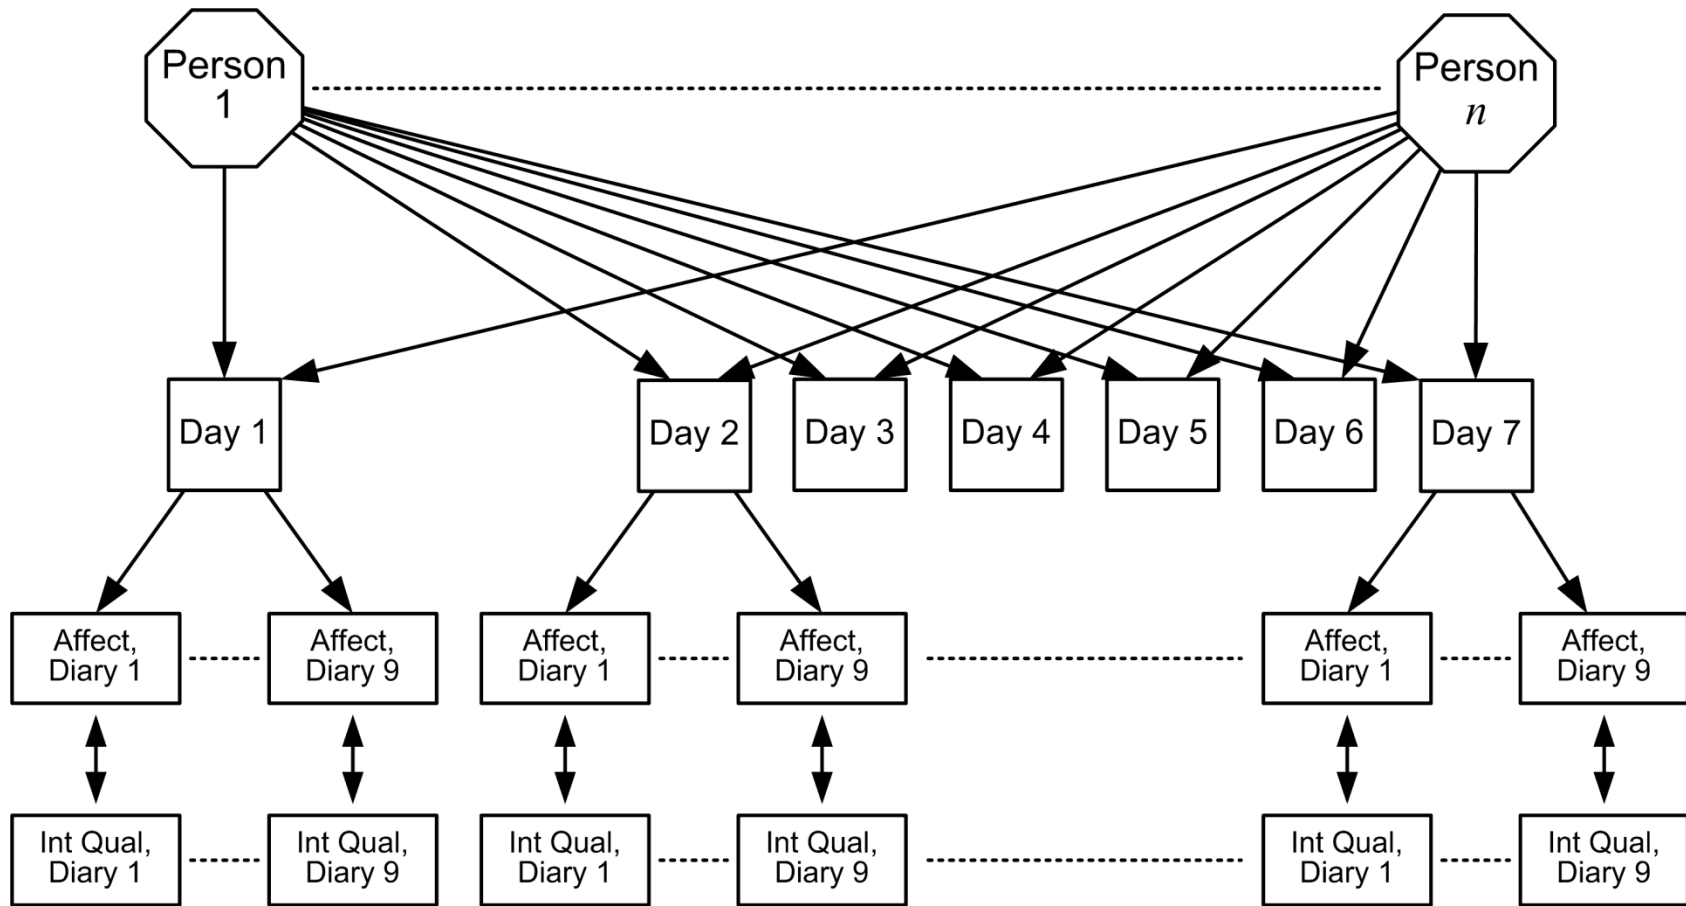 Person
1
Person
n
Day 1
Day 2
Day 3
Day 4
Day 5
Day 6
Day 7
Affect,
Diary 1
Affect,
Diary 9
Affect,
Diary 1
Affect,
Diary 9
Affect,
Diary 1
Affect,
Diary 9
Int Qual,
Diary 1
Int Qual,
Diary 9
Int Qual,
Diary 1
Int Qual,
Diary 9
Int Qual,
Diary 1
Int Qual,
Diary 9